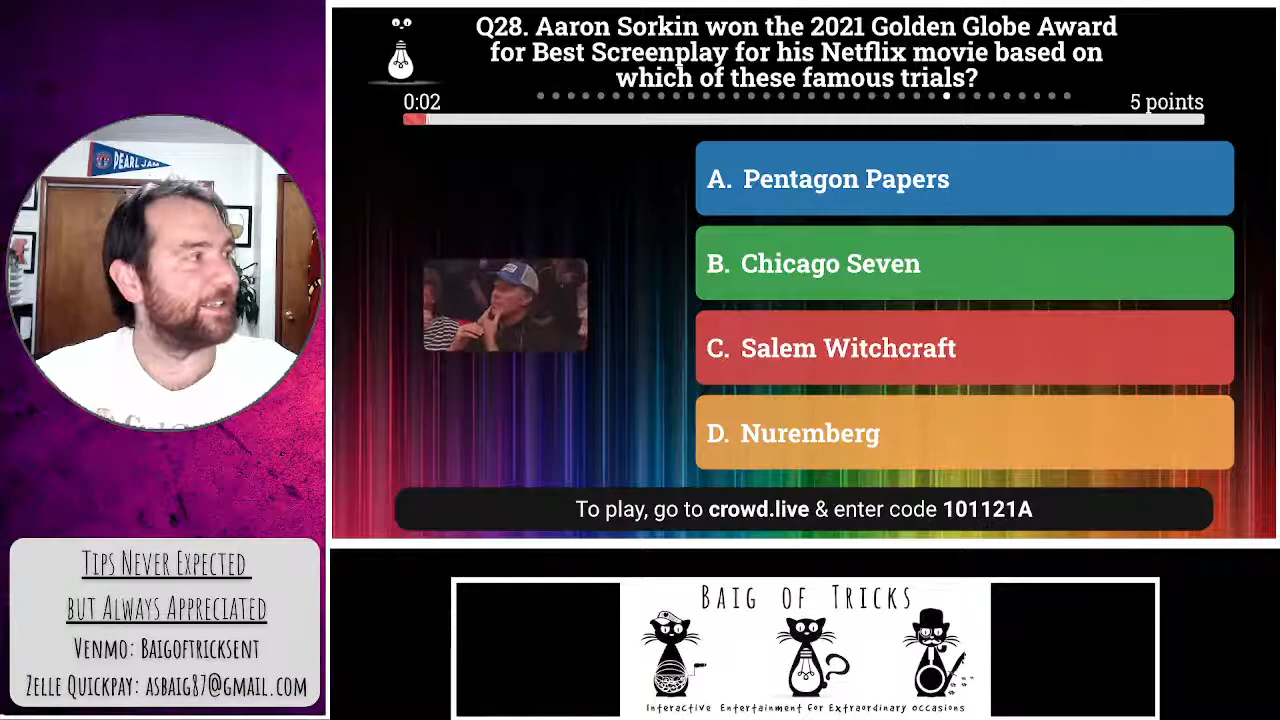 PEARL JAM
Tips Never Expected
but Always Appreciated
Venmo: Baigoftricksent
Zelle Quickpay: asbaig87@gmail.com
Q28. Aaron Sorkin won the 2021 Golden Globe Award
for Best Screenplay for his Netflix movie based on
which of these famous trials?
0:02
5 points
A. Pentagon Papers
B. Chicago Seven
C. Salem Witchcraft
D. Nuremberg
To play, go to crowd.live & enter code 101121A
Baig of Tricks
Interactive Entertainment for Extraordinary Occasions